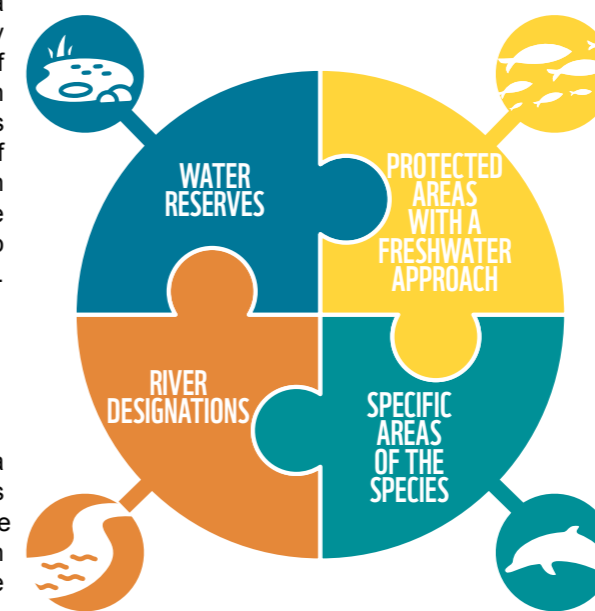 WATER
RESERVES
PROTECTED
AREAS
WITH A
FRESHWATER
APPROACH
RIVER
DESIGNATIONS
SPECIFIC
AREAS
OF THE
SPECIES